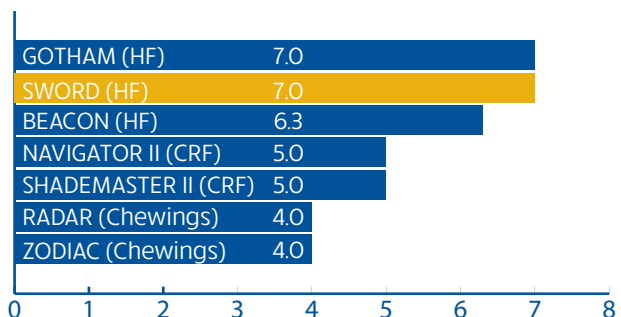 GOTHAM (HF) 7.0
SWORD (HF) 7.0
BEACON (HF) 6.3
NAVIGATOR II (CRF) 5.0
SHADEMASTER II (CRF) 5.0
RADAR (Chewings) 4.0
ZODIAC (Chewings) 4.0
0 1 2 3 4 5 6 7 8